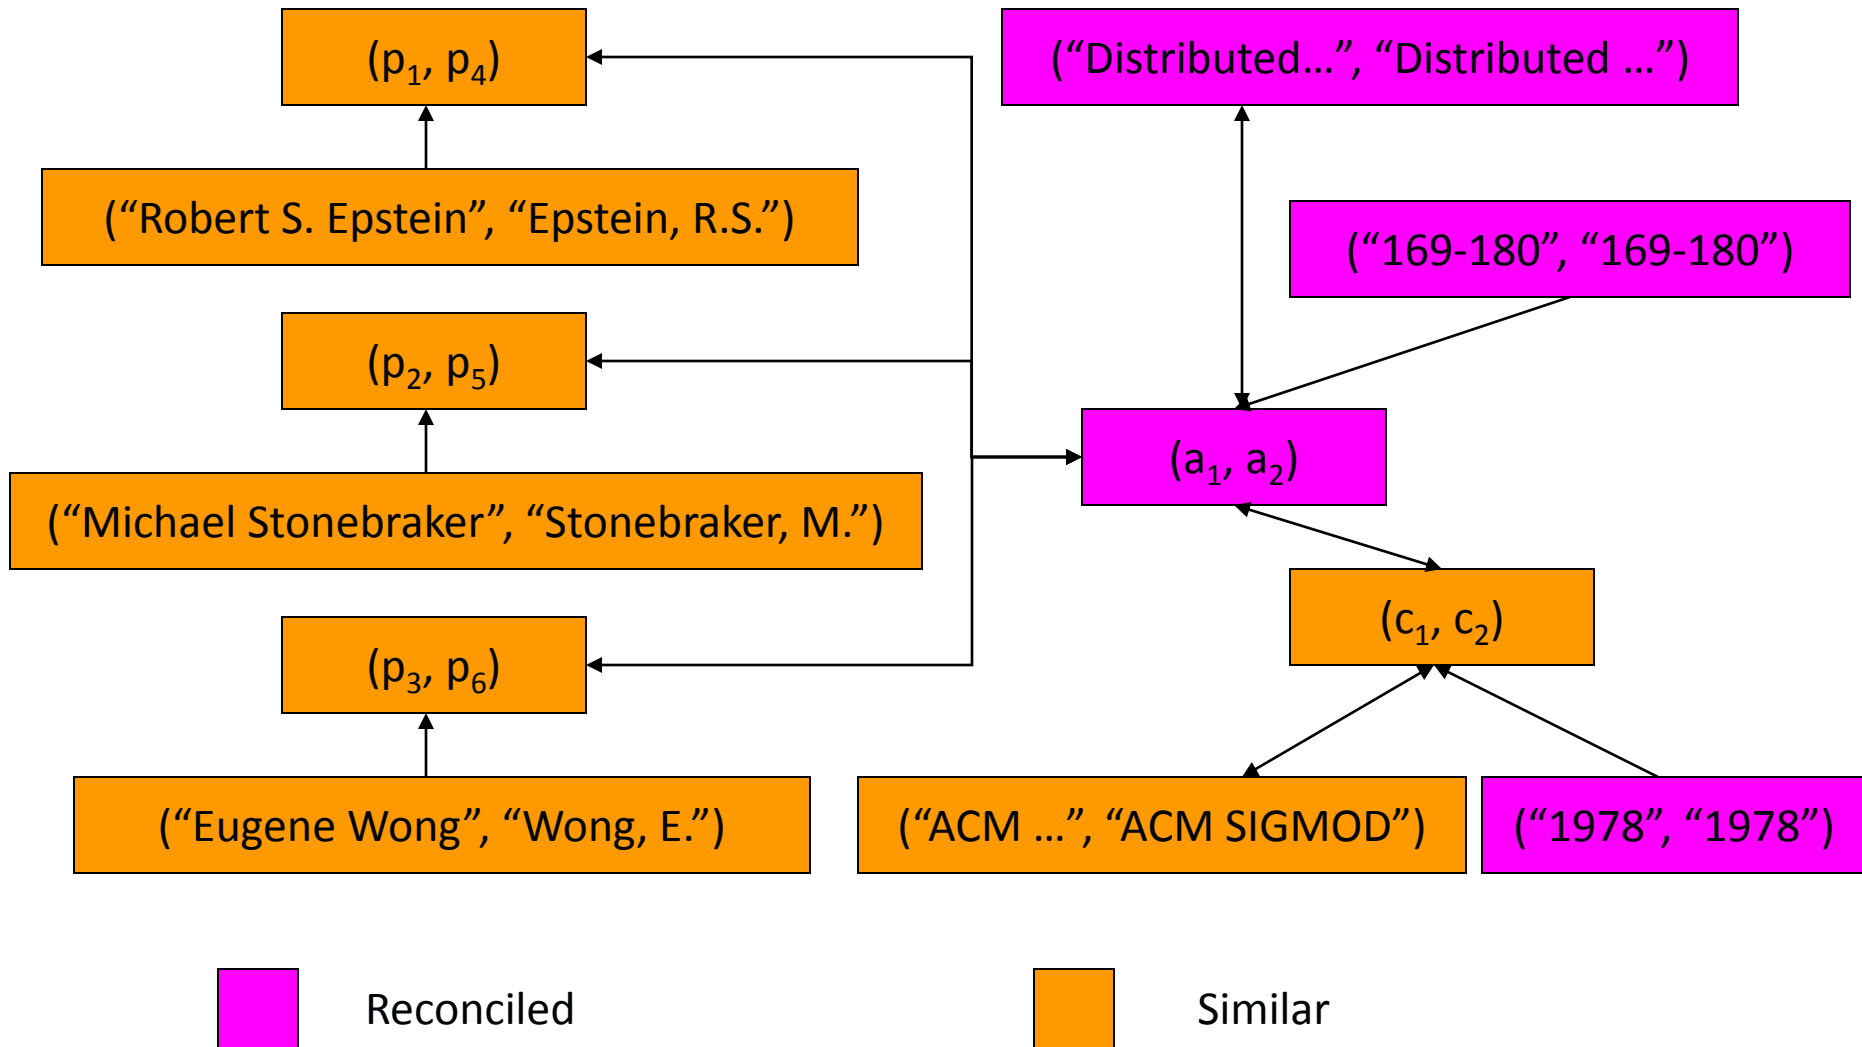 (p₁, p₄)
(“Distributed…”, “Distributed …”)
(“Robert S. Epstein”, “Epstein, R.S.”)
(“169-180”, “169-180”)
(p₂, p₅)
(a₁, a₂)
(“Michael Stonebraker”, “Stonebraker, M.”)
(c₁, c₂)
(p₃, p₆)
(“Eugene Wong”, “Wong, E.”)
(“ACM …”, “ACM SIGMOD”)
(“1978”, “1978”)
Reconciled
Similar